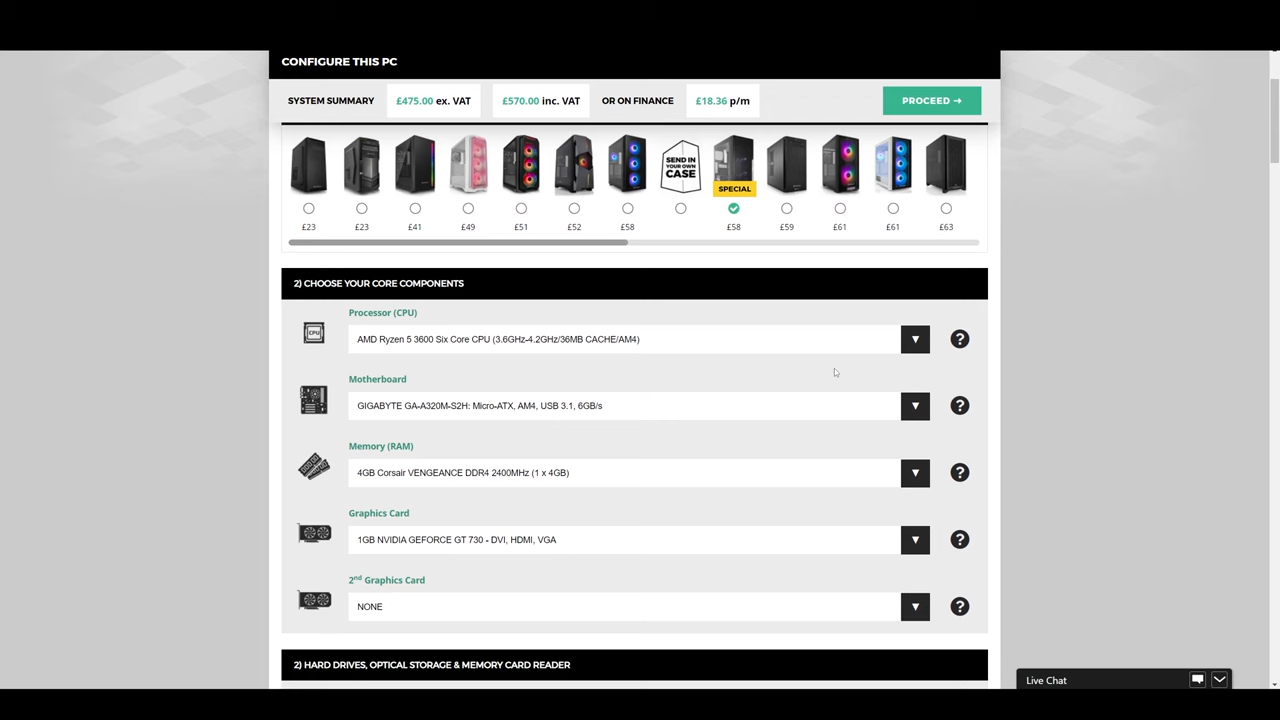 CONFIGURE THIS PC
SYSTEM SUMMARY £475.00 ex. VAT £570.00 inc. VAT OR ON FINANCE £18.36 p/m PROCEED →
SEND IN
YOUR OWN
CASE
SPECIAL
£23 £23 £41 £49 £51 £52 £58 £58 £59 £61 £61 £63
2) CHOOSE YOUR CORE COMPONENTS
Processor (CPU)
CPU
AMD Ryzen 5 3600 Six Core CPU (3.6GHz-4.2GHz/36MB CACHE/AM4) ▼ ?
Motherboard
GIGABYTE GA-A320M-S2H: Micro-ATX, AM4, USB 3.1, 6GB/s ▼ ?
Memory (RAM)
4GB Corsair VENGEANCE DDR4 2400MHz (1 x 4GB) ▼ ?
Graphics Card
1GB NVIDIA GEFORCE GT 730 - DVI, HDMI, VGA ▼ ?
2nd Graphics Card
NONE ▼ ?
2) HARD DRIVES, OPTICAL STORAGE & MEMORY CARD READER
Live Chat